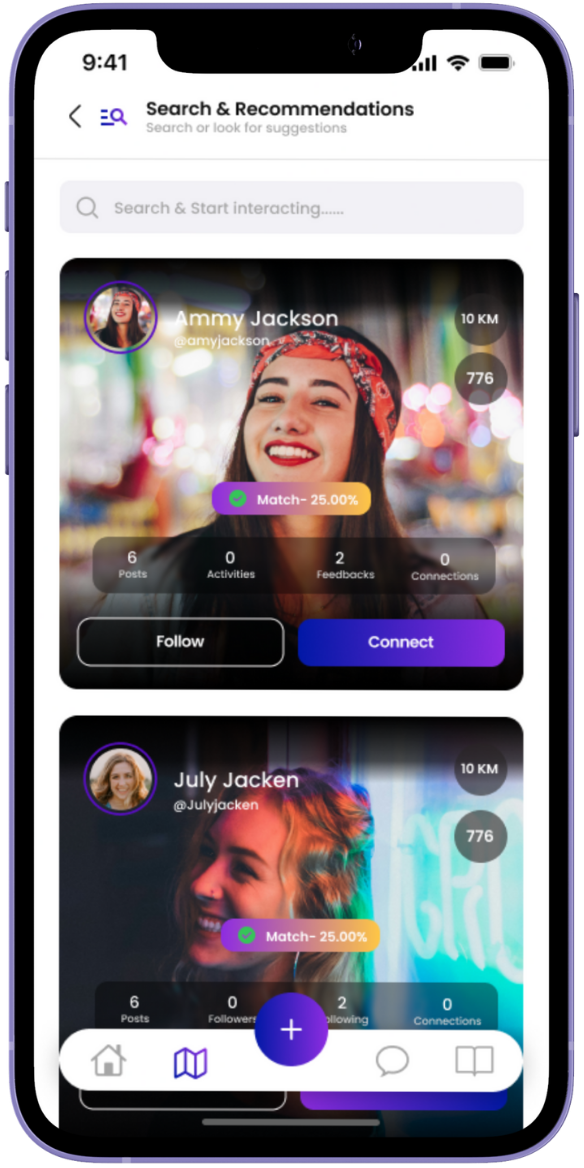 9:41
Search & Recommendations
Search or look for suggestions
Search & Start interacting......
Ammy Jackson
@amyjackson
10 KM
776
Match- 25.00%
6 0 2 0
Posts Activities Feedbacks Connections
Follow Connect
July Jacken
@Julyjacken
10 KM
776
Match- 25.00%
6 0 2 0
Posts Followers ollowing Connections
+